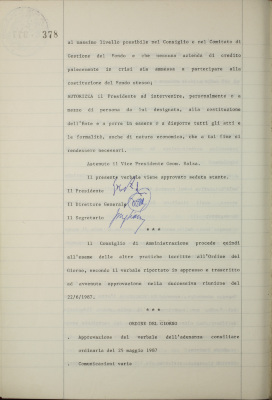 378
al massimo livello possibile nel Consiglio e nel Comitato di
Gestione del Fondo e che nessuna azienda di credito
palesemente in crisi sia ammessa a partecipare alla
costituzione del Fondo stesso;
AUTORIZZA il Presidente ad intervenire, personalmente o a
mezzo di persona da lui designata, alla costituzione
dell'Ente e a porre in essere e a disporre tutti gli atti e
le formalità, anche di natura economica, che a tal fine si
rendessero necessari.
Astenuto il Vice Presidente
Il presente verbale viene approvato seduta stante.
Il Presidente
Il Direttore Generale
Il Segretario
* * *
Il Consiglio di Amministrazione procede quindi
all'esame delle altre pratiche iscritte all'Ordine del
Giorno, secondo il verbale riportato in appresso e trascritto
ad avvenuta approvazione nella successiva riunione del
22/6/1987.
* * *
ORDINE DEL GIORNO
. Approvazione del verbale dell'adunanza consiliare
ordinaria del 25 maggio 1987
. Comunicazioni varie